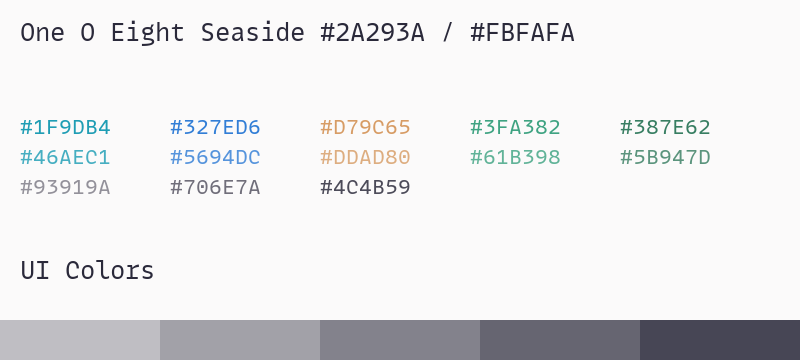 One O Eight Seaside #2A293A / #FBFAFA
#1F9DB4 #327ED6 #D79C65 #3FA382 #387E62
#46AEC1 #5694DC #DDAD80 #61B398 #5B947D
#93919A #706E7A #4C4B59
UI Colors